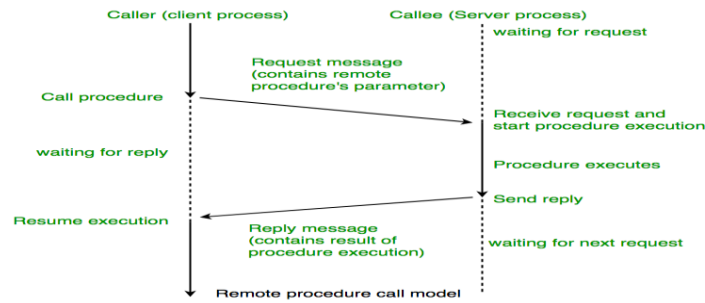 Caller (client process)
Callee (Server process)
waiting for request
Request message
(contains remote
procedure's parameter)
Call procedure
Receive request and
start procedure execution
waiting for reply
Procedure executes
Send reply
Resume execution
Reply message
(contains result of
procedure execution)
waiting for next request
Remote procedure call model